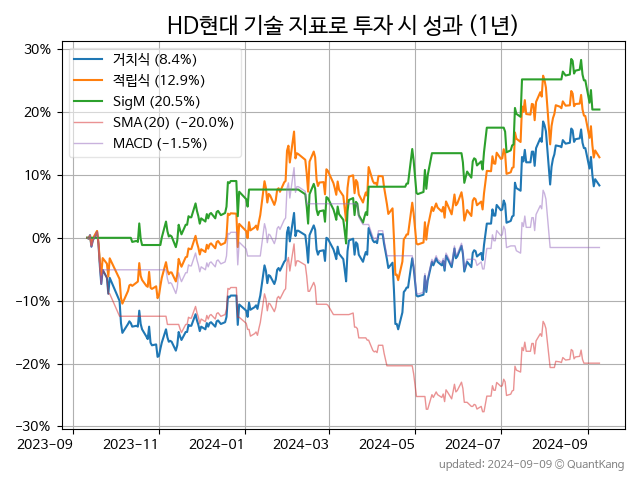 HD현대 기술 지표로 투자 시 성과 (1년)
30%
20%
10%
0%
−10%
−20%
−30%
거치식 (8.4%)
적립식 (12.9%)
SigM (20.5%)
SMA(20) (−20.0%)
MACD (−1.5%)
2023-09
2023-11
2024-01
2024-03
2024-05
2024-07
2024-09
updated: 2024-09-09 © QuantKang